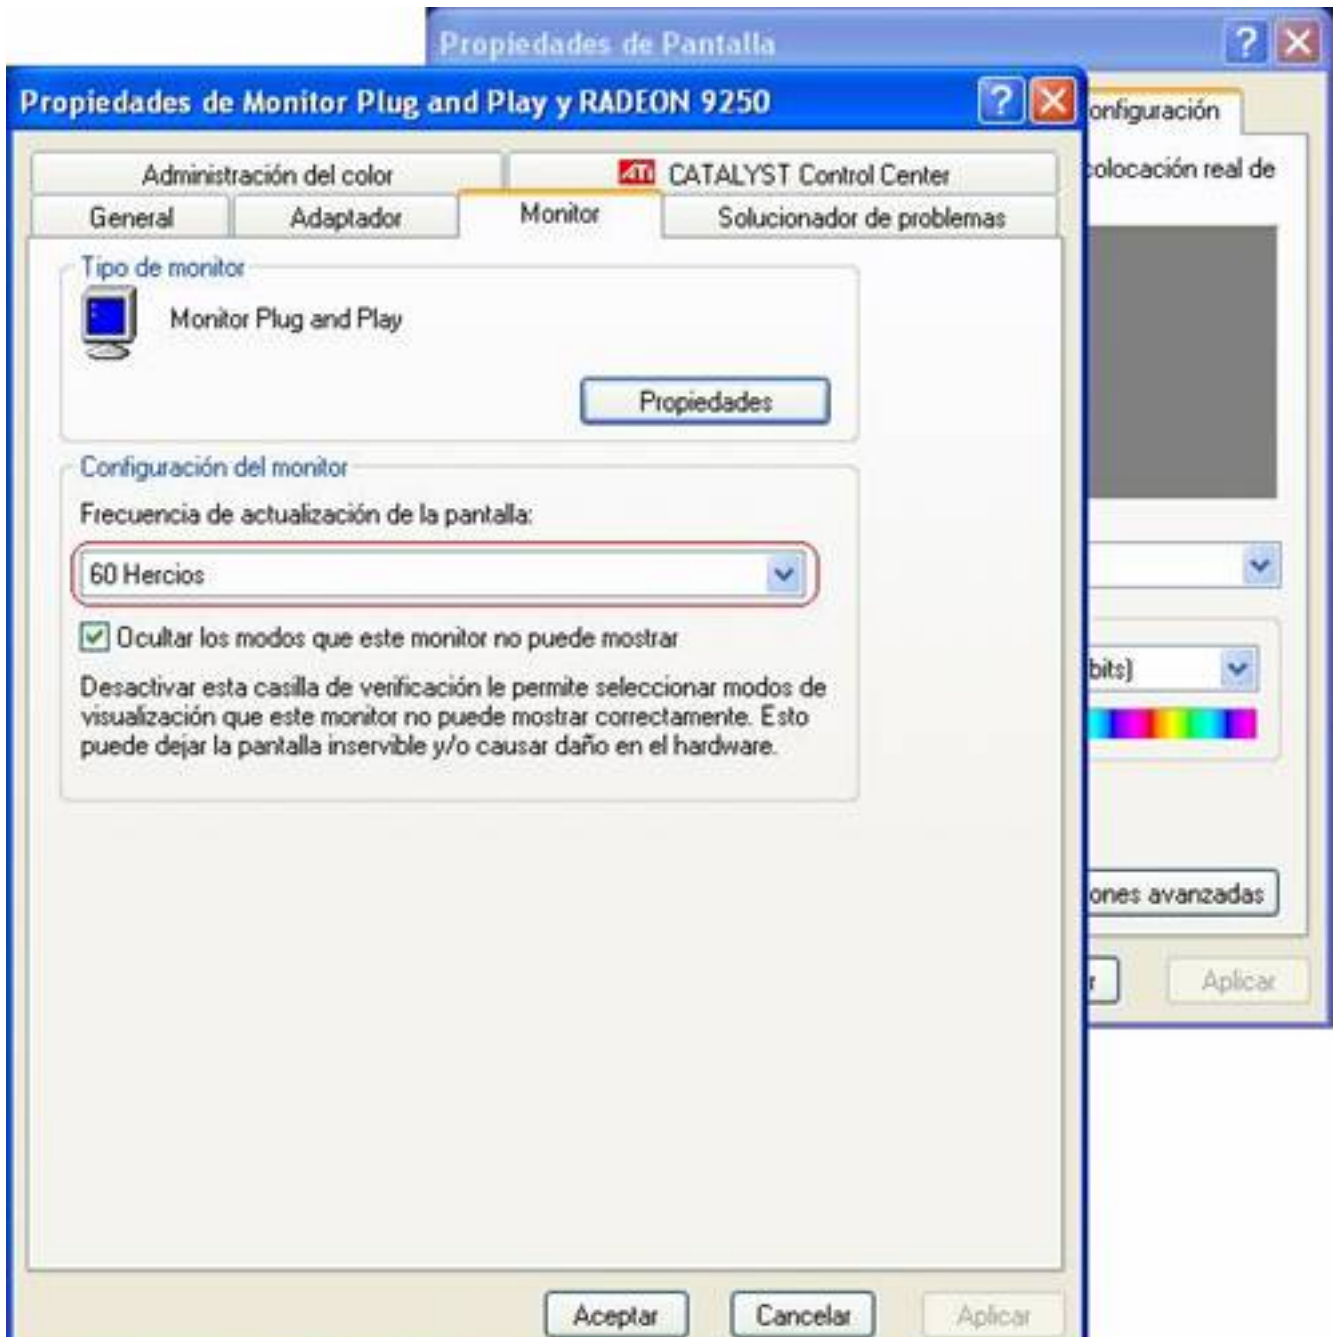 Propiedades de Pantalla
Propiedades de Monitor Plug and Play y RADEON 9250
Administración del color
ATI CATALYST Control Center
General
Adaptador
Monitor
Solucionador de problemas
Tipo de monitor
Monitor Plug and Play
Propiedades
Configuración del monitor
Frecuencia de actualización de la pantalla:
60 Hercios
Ocultar los modos que este monitor no puede mostrar
Desactivar esta casilla de verificación le permite seleccionar modos de
visualización que este monitor no puede mostrar correctamente. Esto
puede dejar la pantalla inservible y/o causar daño en el hardware.
Aceptar
Cancelar
Aplicar
onfiguración
colocación real de
bits)
ones avanzadas
r
Aplicar